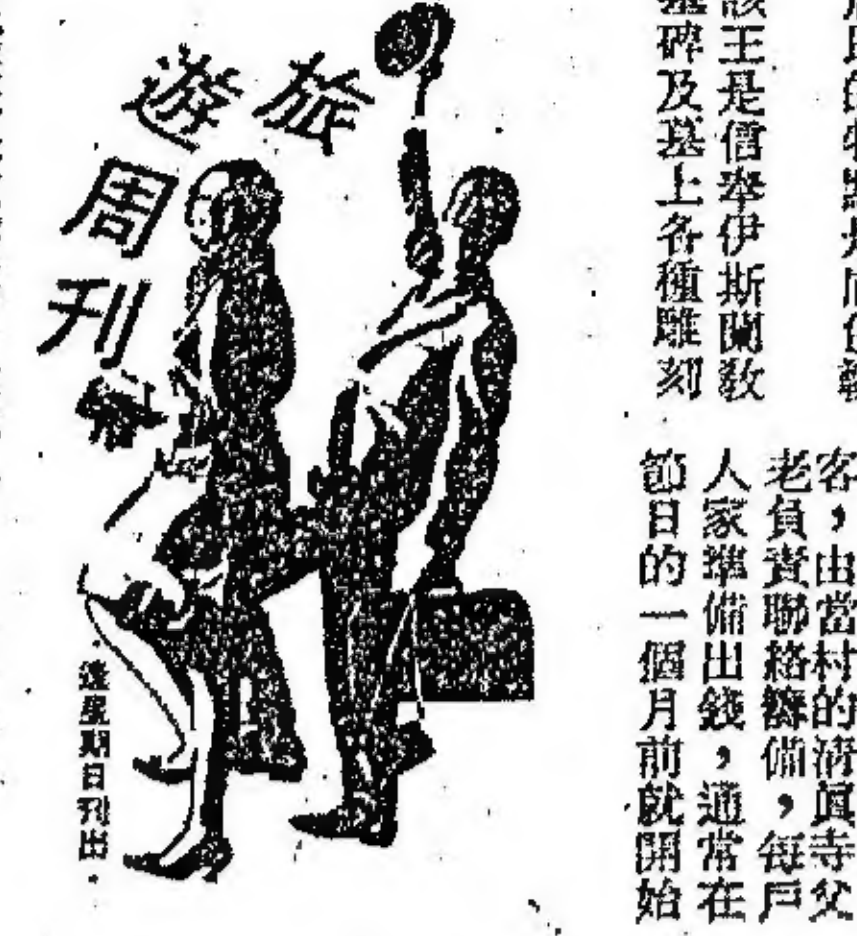 該王是信奉伊斯蘭敎
墓碑及墓上各種雕刻
客，由當村的清眞寺父
老負責聯絡籌備，每戶
人家準備出錢，通常在
節日的一個月前就開始
旅遊周刊
逢星期日刊出・